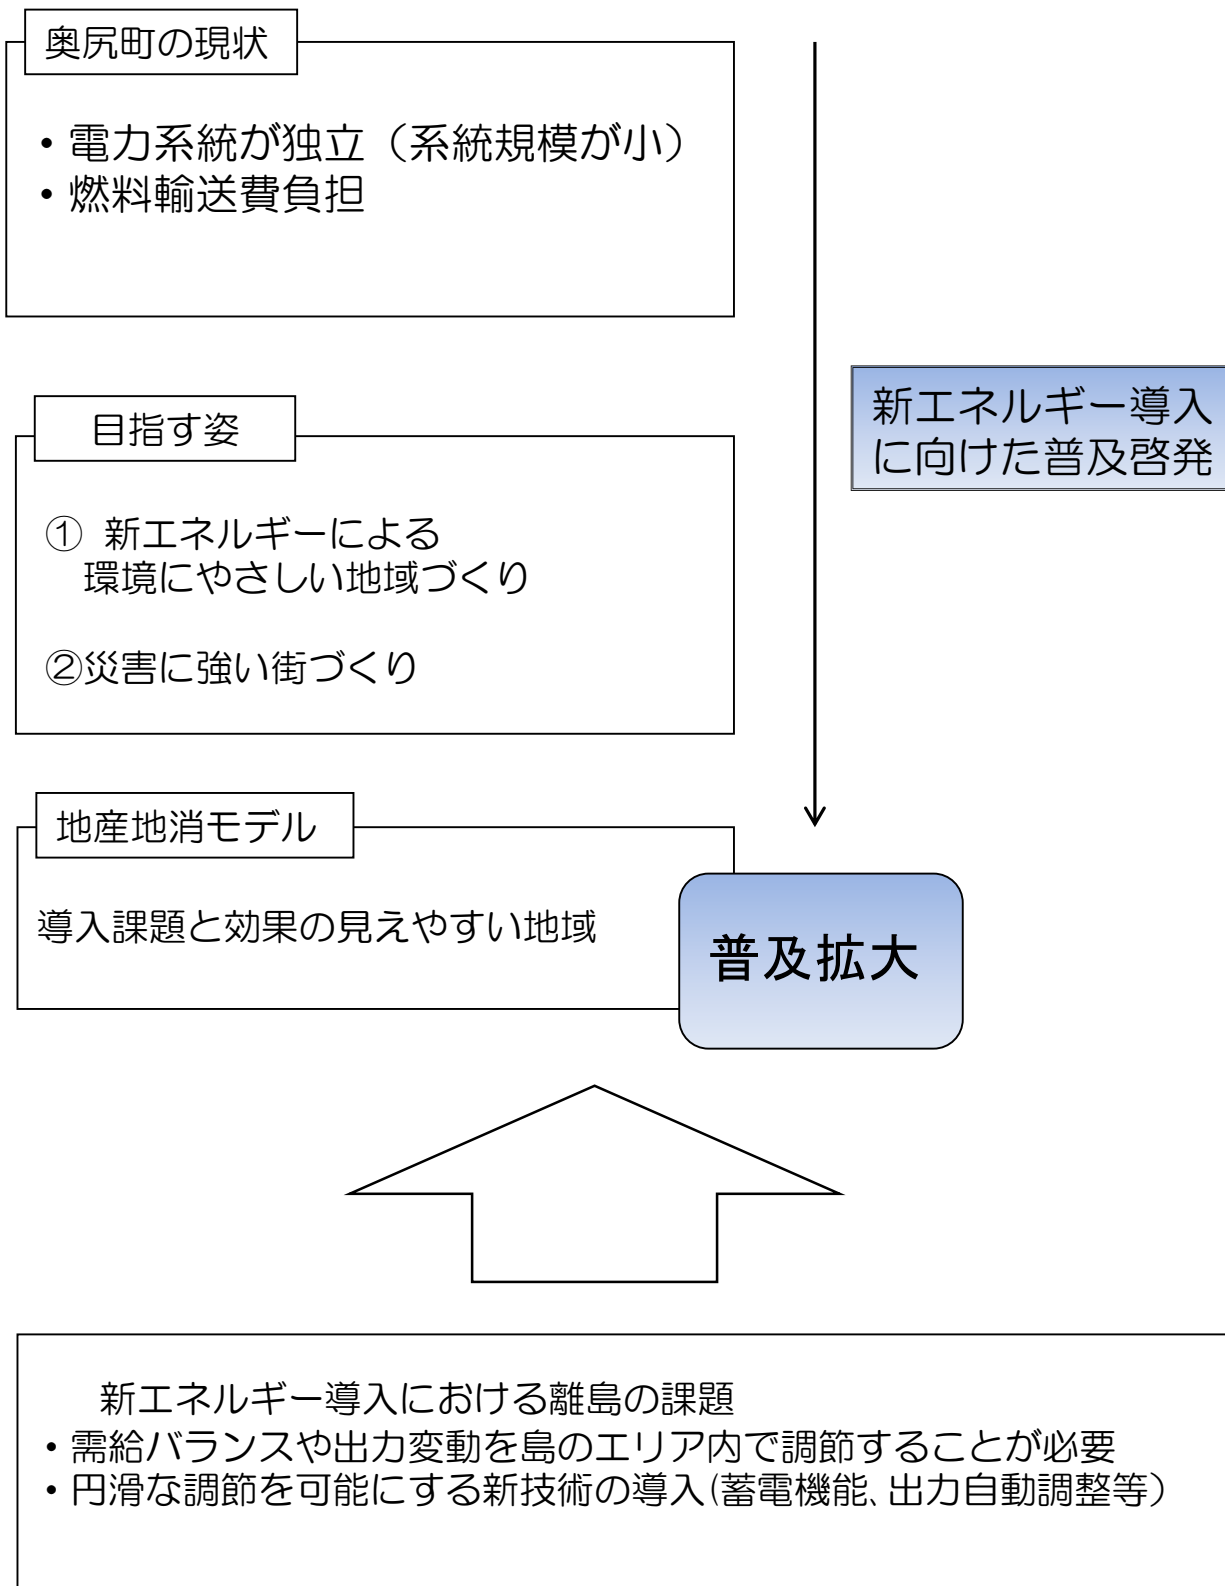 奥尻町の現状
・電力系統が独立（系統規模が小）
・燃料輸送費負担
新エネルギー導入
に向けた普及啓発
目指す姿
① 新エネルギーによる
環境にやさしい地域づくり
②災害に強い街づくり
地産地消モデル
導入課題と効果の見えやすい地域
普及拡大
新エネルギー導入における離島の課題
・需給バランスや出力変動を島のエリア内で調節することが必要
・円滑な調節を可能にする新技術の導入(蓄電機能、出力自動調整等）